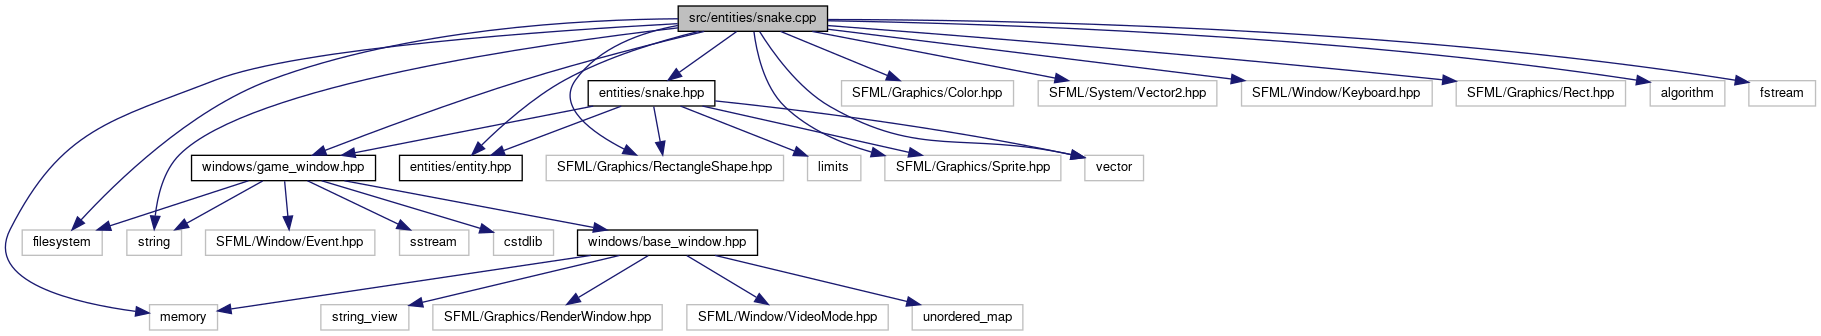 src/entities/snake.cpp
entities/snake.hpp
SFML/Graphics/Color.hpp
SFML/System/Vector2.hpp
SFML/Window/Keyboard.hpp
SFML/Graphics/Rect.hpp
algorithm
fstream
windows/game_window.hpp
entities/entity.hpp
SFML/Graphics/RectangleShape.hpp
limits
SFML/Graphics/Sprite.hpp
vector
filesystem
string
SFML/Window/Event.hpp
sstream
cstdlib
windows/base_window.hpp
memory
string_view
SFML/Graphics/RenderWindow.hpp
SFML/Window/VideoMode.hpp
unordered_map